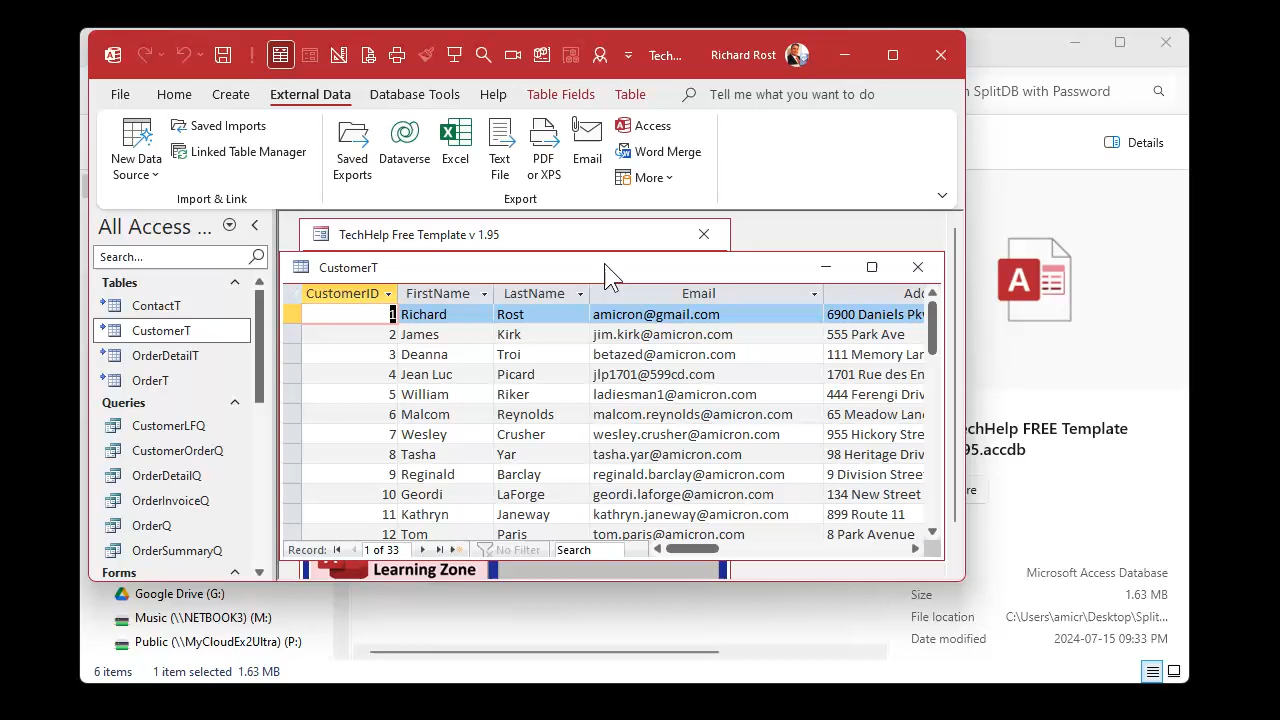 Tech...
Richard Rost
File
Home
Create
External Data
Database Tools
Help
Table Fields
Table
Tell me what you want to do
SplitDB with Password
New Data
Source
Saved Imports
Linked Table Manager
Import & Link
Saved
Exports
Dataverse
Excel
Text
File
PDF
or XPS
Email
Access
Word Merge
More
Export
Details
All Access ...
Search...
Tables
ContactT
CustomerT
OrderDetailT
OrderT
Queries
CustomerLFQ
CustomerOrderQ
OrderDetailQ
OrderInvoiceQ
OrderQ
OrderSummaryQ
Forms
TechHelp Free Template v 1.95
CustomerT
CustomerID FirstName LastName Email Add
1 Richard Rost amicron@gmail.com 6900 Daniels Pkw
2 James Kirk jim.kirk@amicron.com 555 Park Ave
3 Deanna Troi betazed@amicron.com 111 Memory Lan
4 Jean Luc Picard jlp1701@599cd.com 1701 Rue des En
5 William Riker ladiesman1@amicron.com 444 Ferengi Driv
6 Malcom Reynolds malcom.reynolds@amicron.com 65 Meadow Lane
7 Wesley Crusher wesley.crusher@amicron.com 955 Hickory Stre
8 Tasha Yar tasha.yar@amicron.com 98 Heritage Driv
9 Reginald Barclay reginald.barclay@amicron.com 9 Division Street
10 Geordi LaForge geordi.laforge@amicron.com 134 New Street
11 Kathryn Janeway kathryn.janeway@amicron.com 899 Route 11
12 Tom Paris tom.paris@amicron.com 8 Park Avenue
Record: 1 of 33 No Filter Search
Learning Zone
A
echHelp FREE Template
95.accdb
re
Microsoft Access Database
Size 1.63 MB
File location C:\Users\amicr\Desktop\Split...
Date modified 2024-07-15 09:33 PM
Google Drive (G:)
Music (\\NETBOOK3) (M:)
Public (\\MyCloudEx2Ultra) (P:)
6 items 1 item selected 1.63 MB